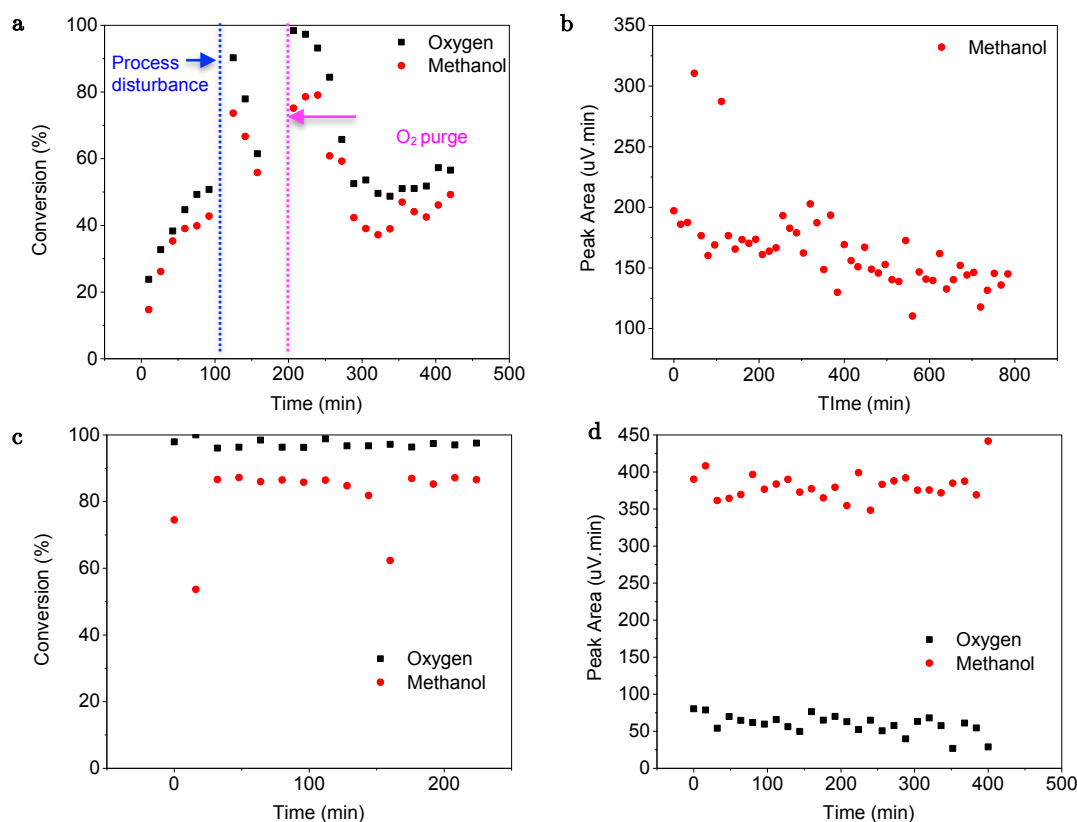 a
100
80
60
40
20
0
Conversion (%)
0
100
200
300
400
500
Time (min)
Process
disturbance
Oxygen
Methanol
O2 purge
b
350
300
250
200
150
100
Peak Area (uV.min)
0
200
400
600
800
TIme (min)
Methanol
c
100
80
60
40
20
0
Conversion (%)
0
100
200
Time (min)
Oxygen
Methanol
d
450
400
350
300
250
200
150
100
50
0
Peak Area (uV.min)
0
100
200
300
400
500
Time (min)
Oxygen
Methanol